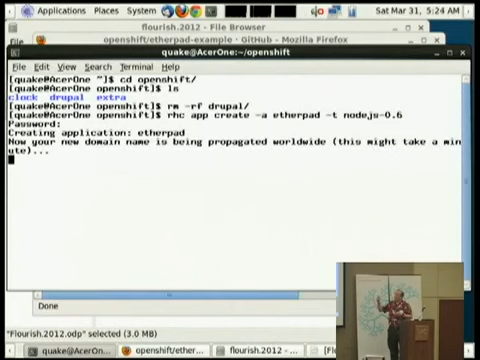 Applications Places System Sat Mar 31, 5:24 AM
flourish.2012 - File Browser
File openshift/etherpad-example · GitHub - Mozilla Firefox
quake@AcerOne:~/openshift
File Edit View Search Terminal Help
[quake@AcerOne ~]$ cd openshift/
[quake@AcerOne openshift]$ ls
clock drupal extra
[quake@AcerOne openshift]$ rm -rf drupal/
[quake@AcerOne openshift]$ rhc app create -a etherpad -t nodejs-0.6
Password:
Creating application: etherpad
Now your new domain name is being propagated worldwide (this might take a min
ute)...
Done
"Flourish.2012.odp" selected (3.0 MB)
quake@AcerOne:... openshift/ether... flourish.2012 - ...